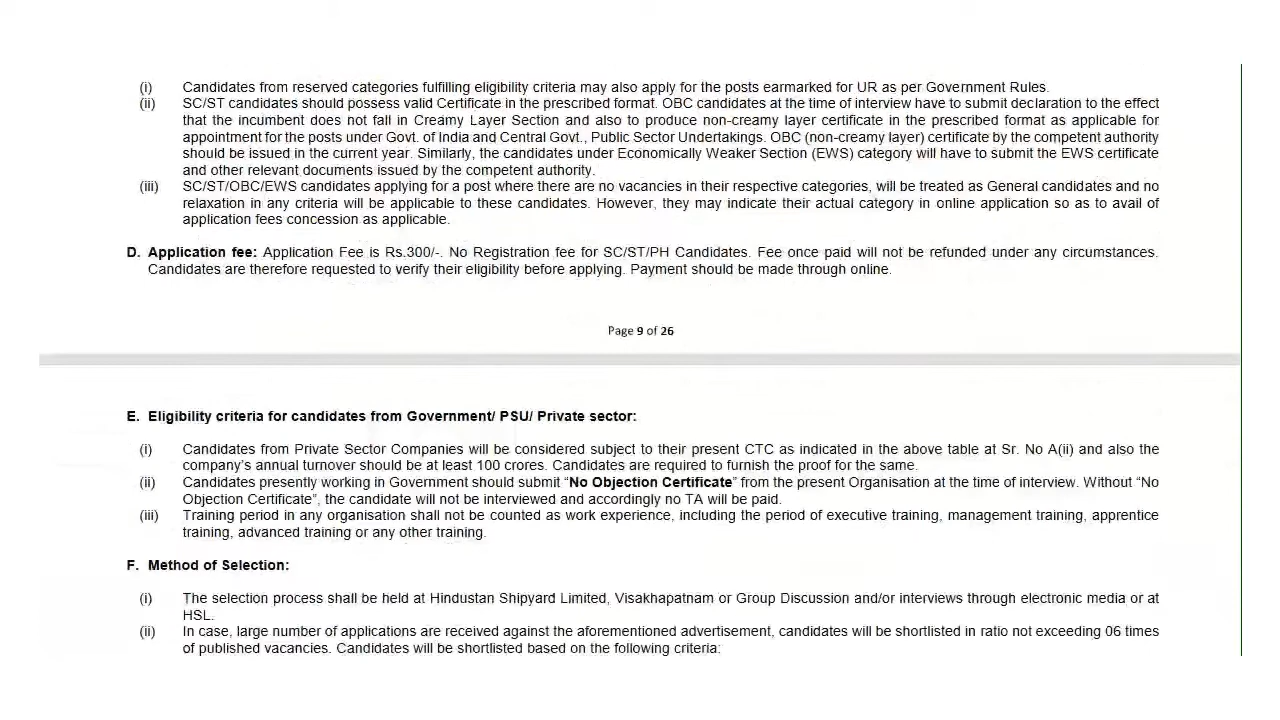 (i) Candidates from reserved categories fulfilling eligibility criteria may also apply for the posts earmarked for UR as per Government Rules.
(ii) SC/ST candidates should possess valid Certificate in the prescribed format. OBC candidates at the time of interview have to submit declaration to the effect
that the incumbent does not fall in Creamy Layer Section and also to produce non-creamy layer certificate in the prescribed format as applicable for
appointment for the posts under Govt. of India and Central Govt., Public Sector Undertakings. OBC (non-creamy layer) certificate by the competent authority
should be issued in the current year. Similarly, the candidates under Economically Weaker Section (EWS) category will have to submit the EWS certificate
and other relevant documents issued by the competent authority.
(iii) SC/ST/OBC/EWS candidates applying for a post where there are no vacancies in their respective categories, will be treated as General candidates and no
relaxation in any criteria will be applicable to these candidates. However, they may indicate their actual category in online application so as to avail of
application fees concession as applicable.
D. Application fee: Application Fee is Rs.300/-. No Registration fee for SC/ST/PH Candidates. Fee once paid will not be refunded under any circumstances.
Candidates are therefore requested to verify their eligibility before applying. Payment should be made through online.
Page 9 of 26
E. Eligibility criteria for candidates from Government/ PSU/ Private sector:
(i) Candidates from Private Sector Companies will be considered subject to their present CTC as indicated in the above table at Sr. No A(ii) and also the
company's annual turnover should be at least 100 crores. Candidates are required to furnish the proof for the same.
(ii) Candidates presently working in Government should submit “No Objection Certificate” from the present Organisation at the time of interview. Without “No
Objection Certificate”, the candidate will not be interviewed and accordingly no TA will be paid.
(iii) Training period in any organisation shall not be counted as work experience, including the period of executive training, management training, apprentice
training, advanced training or any other training.
F. Method of Selection:
(i) The selection process shall be held at Hindustan Shipyard Limited, Visakhapatnam or Group Discussion and/or interviews through electronic media or at
HSL.
(ii) In case, large number of applications are received against the aforementioned advertisement, candidates will be shortlisted in ratio not exceeding 06 times
of published vacancies. Candidates will be shortlisted based on the following criteria: